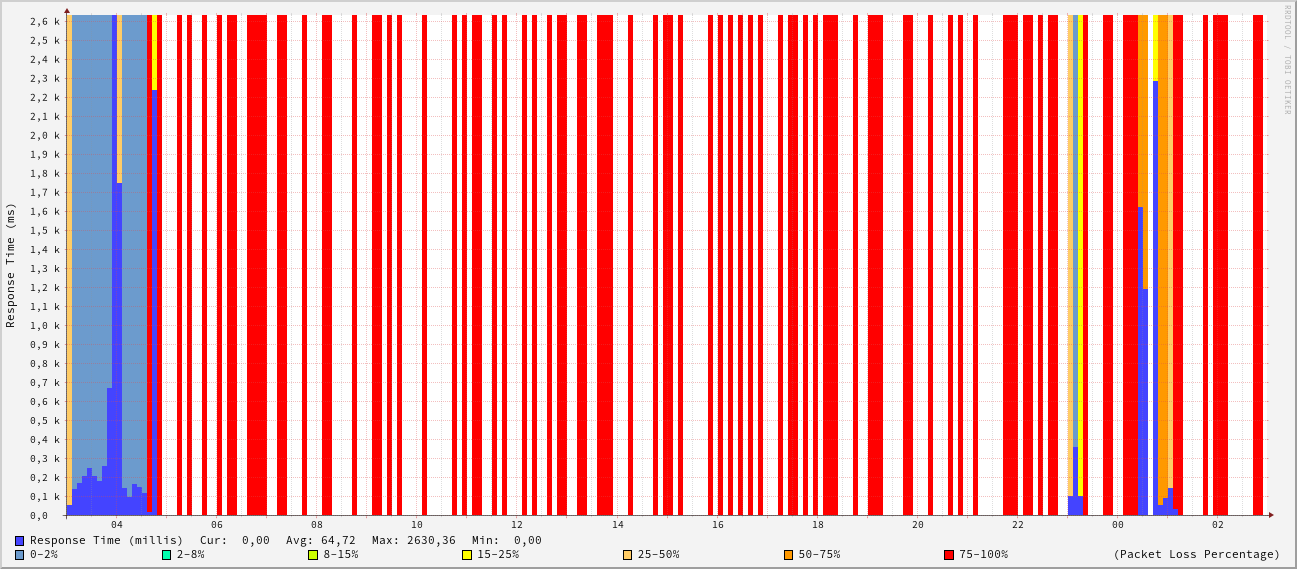 RRDTOOL / TOBI OETIKER
Response Time (ms)
2,6 k
2,5 k
2,4 k
2,3 k
2,2 k
2,1 k
2,0 k
1,9 k
1,8 k
1,7 k
1,6 k
1,5 k
1,4 k
1,3 k
1,2 k
1,1 k
1,0 k
0,9 k
0,8 k
0,7 k
0,6 k
0,5 k
0,4 k
0,3 k
0,2 k
0,1 k
0,0
04 06 08 10 12 14 16 18 20 22 00 02
Response Time (millis) Cur: 0,00 Avg: 64,72 Max: 2630,36 Min: 0,00
0-2% 2-8% 8-15% 15-25% 25-50% 50-75% 75-100% (Packet Loss Percentage)